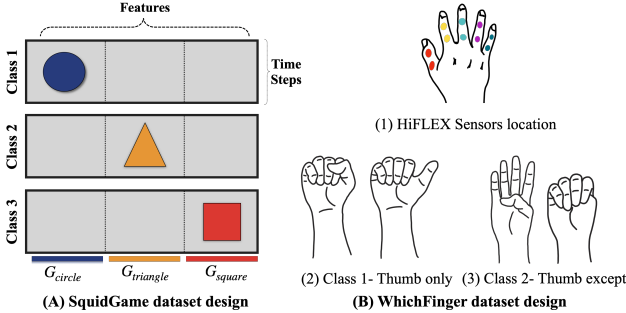 Features
Class 1
Time
Steps
Class 2
Class 3
G_circle
G_triangle
G_square
(A) SquidGame dataset design
(1) HiFLEX Sensors location
(2) Class 1- Thumb only
(3) Class 2- Thumb except
(B) WhichFinger dataset design